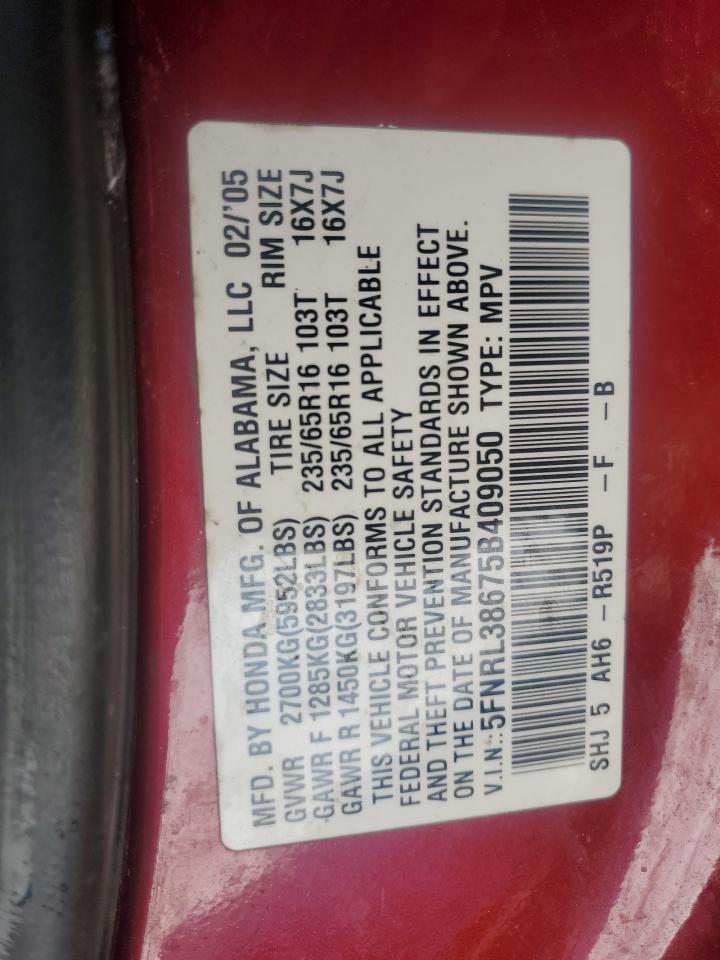 MFD. BY HONDA MFG. OF ALABAMA, LLC 02/'05
GVWR 2700KG(5952LBS) TIRE SIZE RIM SIZE
GAWR F 1285KG(2833LBS) 235/65R16 103T 16X7J
GAWR R 1450KG(3197LBS) 235/65R16 103T 16X7J
THIS VEHICLE CONFORMS TO ALL APPLICABLE
FEDERAL MOTOR VEHICLE SAFETY
AND THEFT PREVENTION STANDARDS IN EFFECT
ON THE DATE OF MANUFACTURE SHOWN ABOVE.
V.I.N.: 5FNRL38675B409050 TYPE: MPV
SHJ 5 AH6 -R519P -F -B